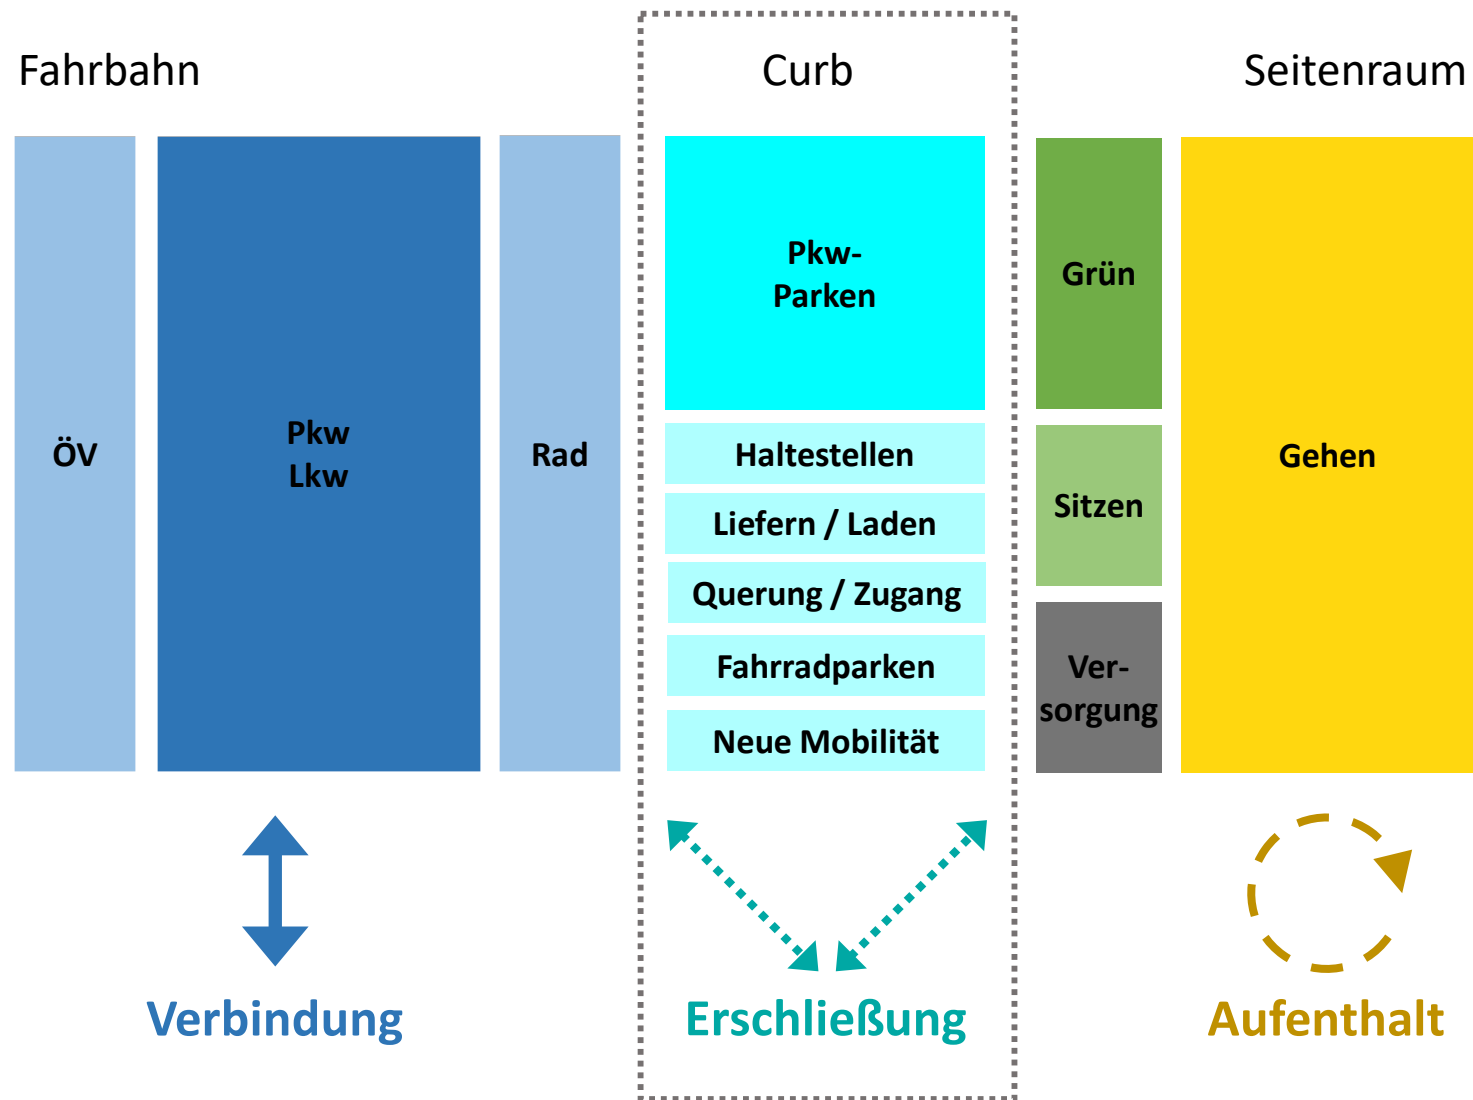 Fahrbahn
Curb
Seitenraum
ÖV
Pkw
Lkw
Rad
Pkw-
Parken
Haltestellen
Liefern / Laden
Querung / Zugang
Fahrradparken
Neue Mobilität
Grün
Sitzen
Ver-
sorgung
Gehen
Verbindung
Erschließung
Aufenthalt